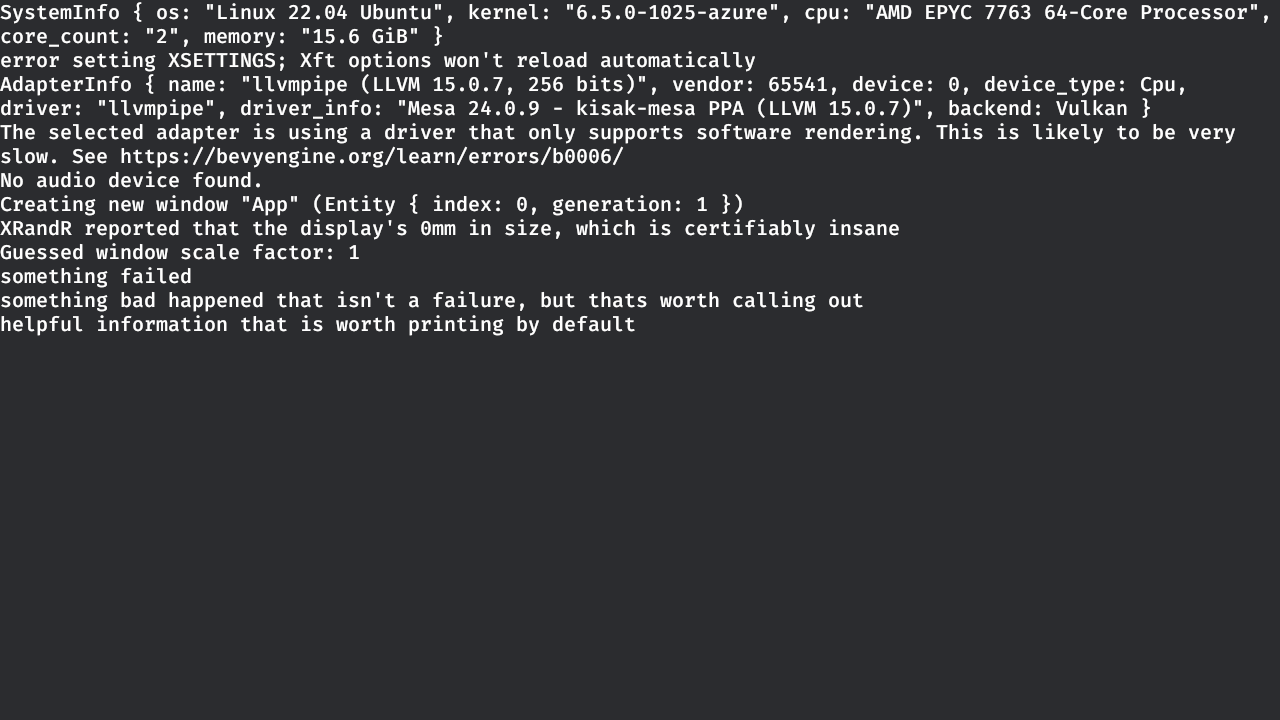 SystemInfo { os: "Linux 22.04 Ubuntu", kernel: "6.5.0-1025-azure", cpu: "AMD EPYC 7763 64-Core Processor",
core_count: "2", memory: "15.6 GiB" }
error setting XSETTINGS; Xft options won't reload automatically
AdapterInfo { name: "llvmpipe (LLVM 15.0.7, 256 bits)", vendor: 65541, device: 0, device_type: Cpu,
driver: "llvmpipe", driver_info: "Mesa 24.0.9 - kisak-mesa PPA (LLVM 15.0.7)", backend: Vulkan }
The selected adapter is using a driver that only supports software rendering. This is likely to be very
slow. See https://bevyengine.org/learn/errors/b0006/
No audio device found.
Creating new window "App" (Entity { index: 0, generation: 1 })
XRandR reported that the display's 0mm in size, which is certifiably insane
Guessed window scale factor: 1
something failed
something bad happened that isn't a failure, but thats worth calling out
helpful information that is worth printing by default